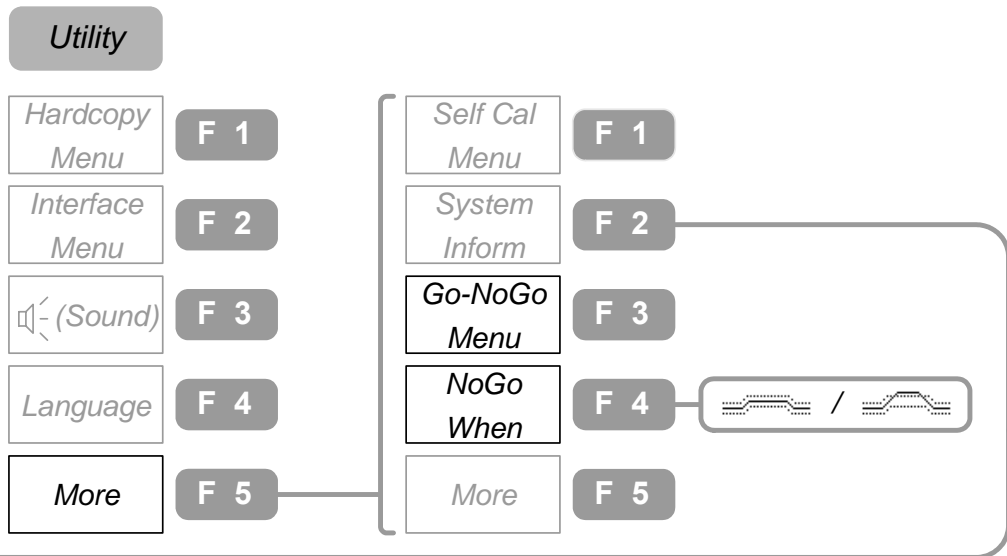 Utility
Hardcopy
Menu
F 1
Interface
Menu
F 2
(Sound)
F 3
Language
F 4
More
F 5
Self Cal
Menu
F 1
System
Inform
F 2
Go-NoGo
Menu
F 3
NoGo
When
F 4
/
More
F 5